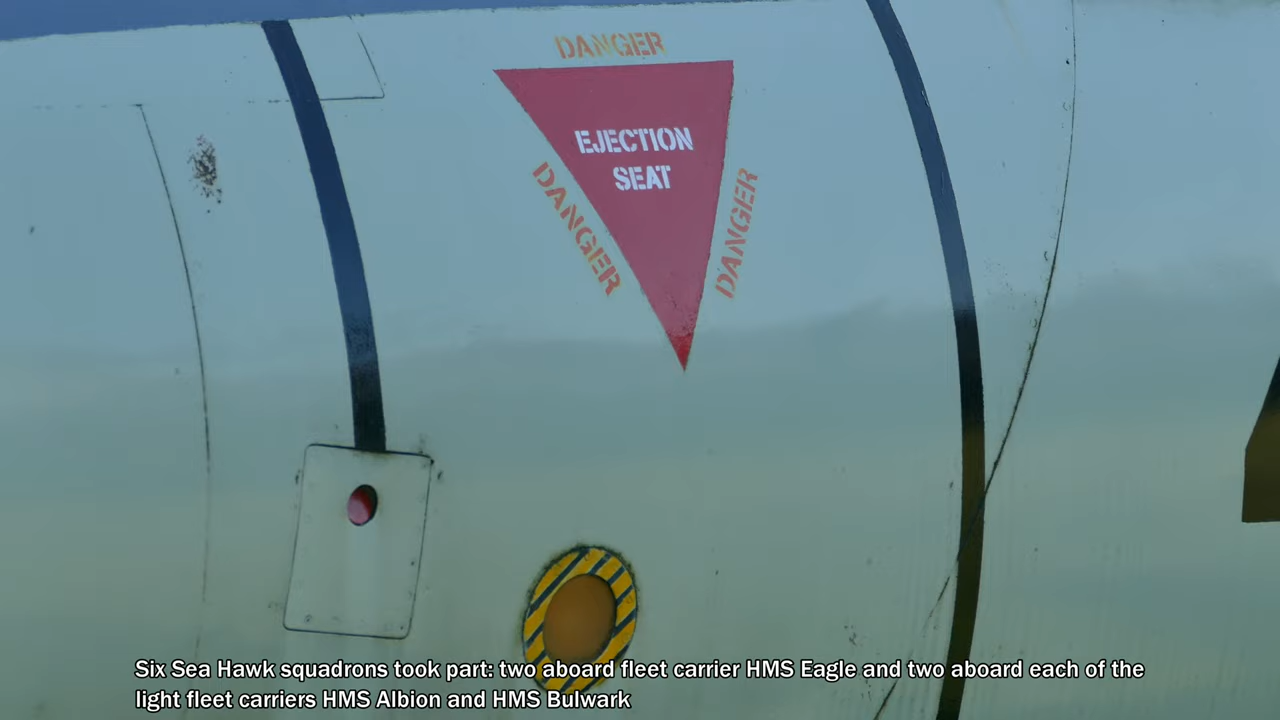 DANGER
EJECTION
SEAT
DANGER
DANGER
Six Sea Hawk squadrons took part: two aboard fleet carrier HMS Eagle and two aboard each of the
light fleet carriers HMS Albion and HMS Bulwark